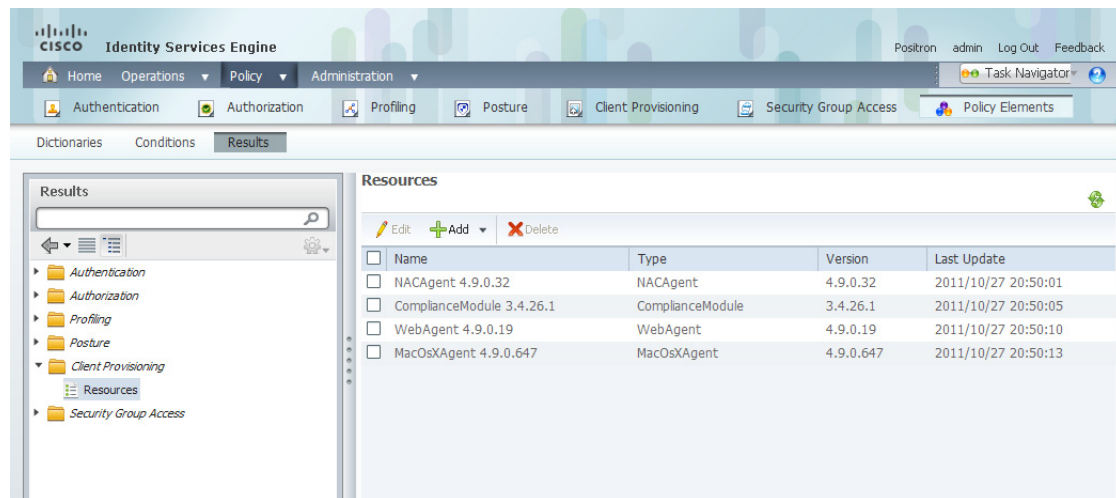 CISCO Identity Services Engine
Positron admin Log Out Feedback
Home Operations Policy Administration
Task Navigator
Authentication Authorization Profiling Posture Client Provisioning Security Group Access Policy Elements
Dictionaries Conditions Results
Results
Resources
Edit Add Delete
Name Type Version Last Update
NACAgent 4.9.0.32 NACAgent 4.9.0.32 2011/10/27 20:50:01
ComplianceModule 3.4.26.1 ComplianceModule 3.4.26.1 2011/10/27 20:50:05
WebAgent 4.9.0.19 WebAgent 4.9.0.19 2011/10/27 20:50:10
MacOsXAgent 4.9.0.647 MacOsXAgent 4.9.0.647 2011/10/27 20:50:13
Authentication
Authorization
Profiling
Posture
Client Provisioning
Resources
Security Group Access